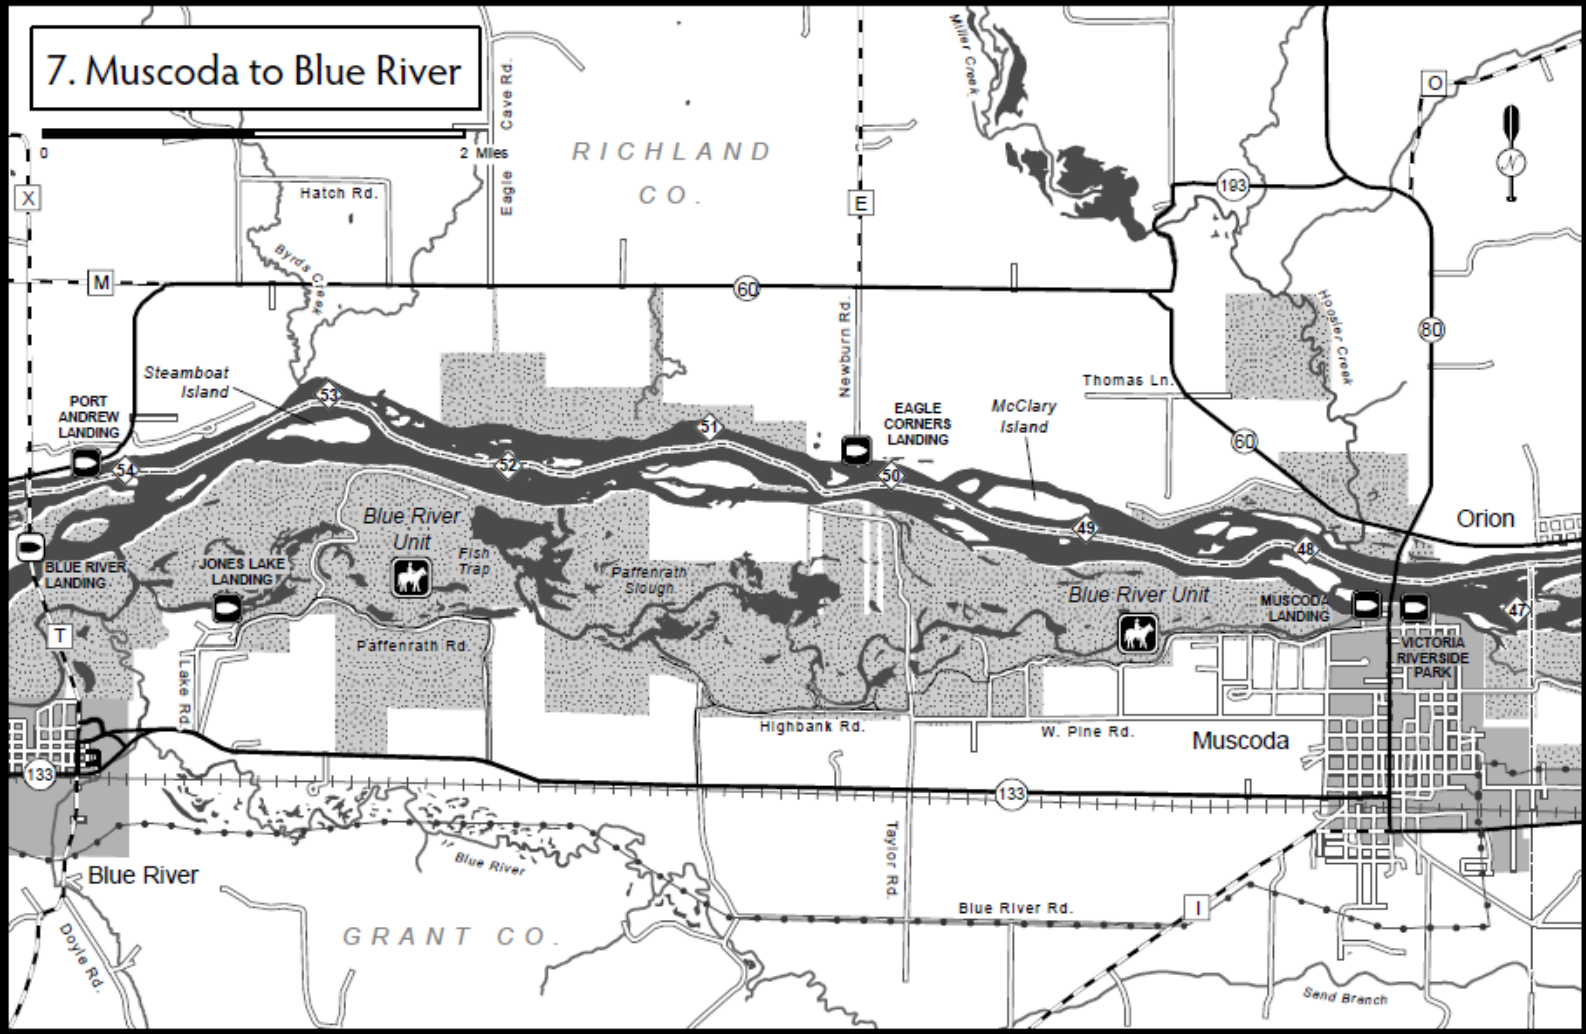 7. Muscoda to Blue River
0
2 Miles
RICHLAND
CO.
Miller Creek
O
N
X
Hatch Rd.
Eagle Cave Rd.
E
193
Byrds Creek
M
60
Newburn Rd.
Hoosier Creek
80
Steamboat
Island
PORT
ANDREW
LANDING
53
51
EAGLE
CORNERS
LANDING
McClary
Island
Thomas Ln.
60
54
52
50
49
48
47
Orion
Blue River
Unit
Fish
Trap
Paffenrath
Slough
Blue River Unit
BLUE RIVER
LANDING
JONES LAKE
LANDING
MUSCODA
LANDING
VICTORIA
RIVERSIDE
PARK
T
Paffenrath Rd
Lake Rd.
Highbank Rd.
W. Pine Rd.
Muscoda
133
133
Taylor Rd.
Blue River
Blue River
Blue River Rd.
I
GRANT CO.
Doyle Rd.
Sand Branch